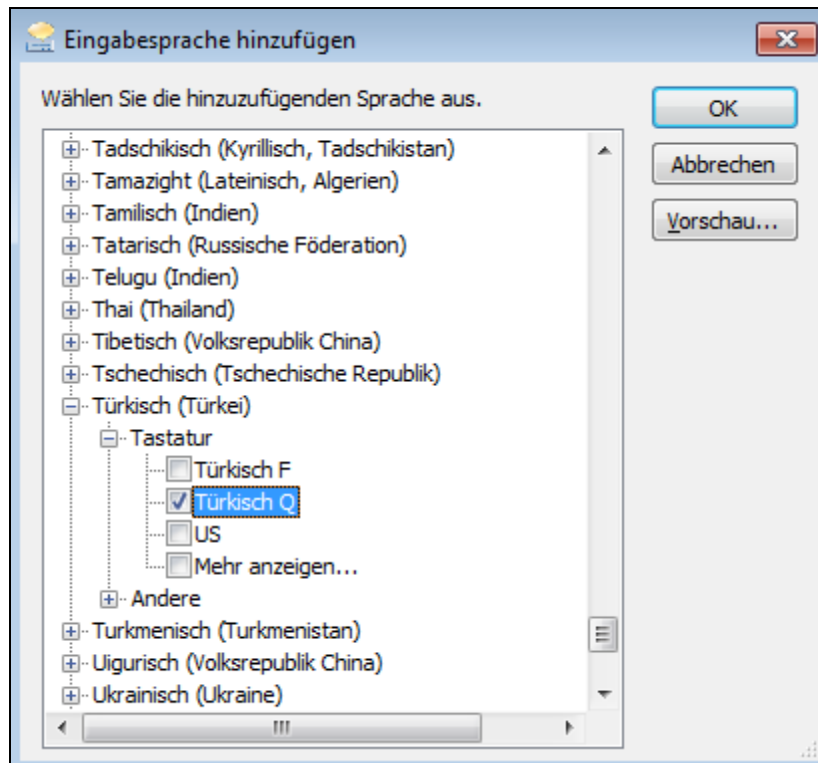 Eingabesprache hinzufügen
Wählen Sie die hinzuzufügenden Sprache aus.
OK
Abbrechen
Vorschau...
Tadschikisch (Kyrillisch, Tadschikistan)
Tamazight (Lateinisch, Algerien)
Tamilisch (Indien)
Tatarisch (Russische Föderation)
Telugu (Indien)
Thai (Thailand)
Tibetisch (Volksrepublik China)
Tschechisch (Tschechische Republik)
Türkisch (Türkei)
Tastatur
Türkisch F
Türkisch Q
US
Mehr anzeigen...
Andere
Turkmenisch (Turkmenistan)
Uigurisch (Volksrepublik China)
Ukrainisch (Ukraine)